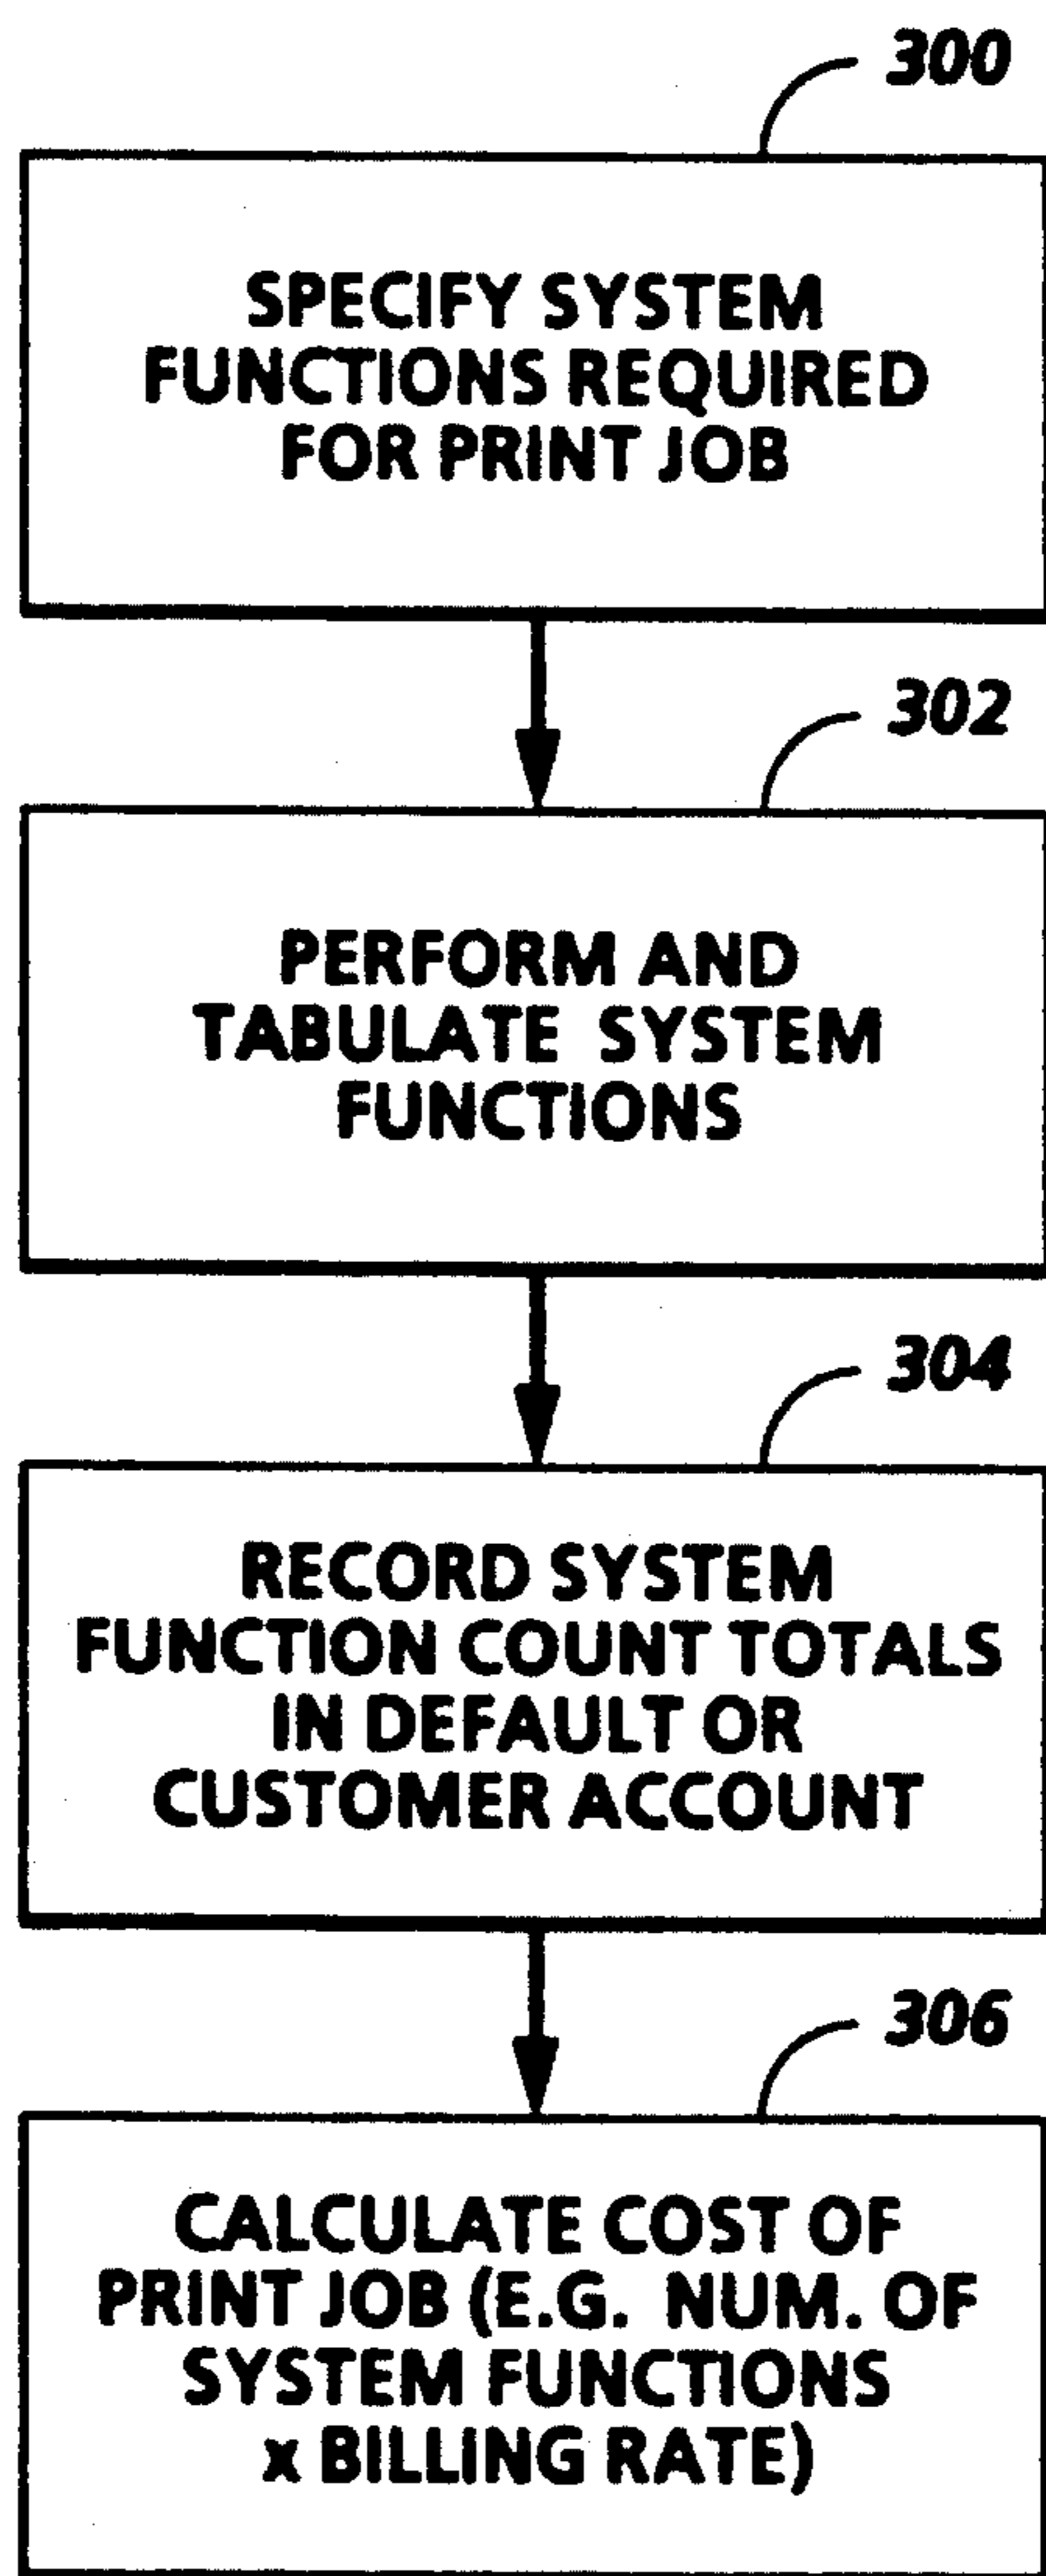 300
SPECIFY SYSTEM
FUNCTIONS REQUIRED
FOR PRINT JOB
302
PERFORM AND
TABULATE SYSTEM
FUNCTIONS
304
RECORD SYSTEM
FUNCTION COUNT TOTALS
IN DEFAULT OR
CUSTOMER ACCOUNT
306
CALCULATE COST OF
PRINT JOB (E.G. NUM. OF
SYSTEM FUNCTIONS
x BILLING RATE)